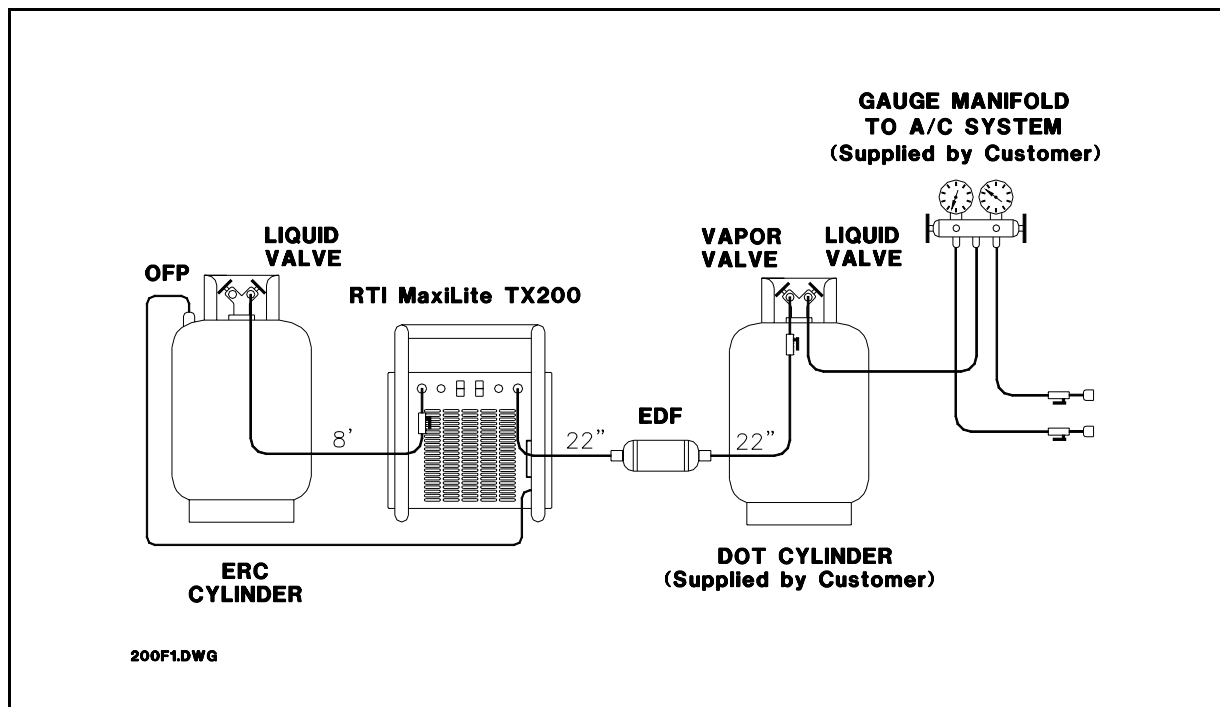 GAUGE MANIFOLD
TO A/C SYSTEM
(Supplied by Customer)
LIQUID
VALVE
VAPOR
VALVE
LIQUID
VALVE
OFP
RTI MaxiLite TX200
EDF
8'
22"
22"
ERC
CYLINDER
DOT CYLINDER
(Supplied by Customer)
200F1.DWG